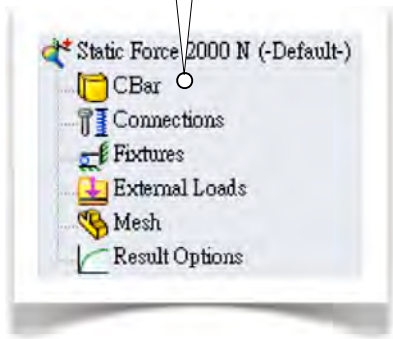 Static Force 2000 N (-Default-)
CBar
Connections
Fixtures
External Loads
Mesh
Result Options